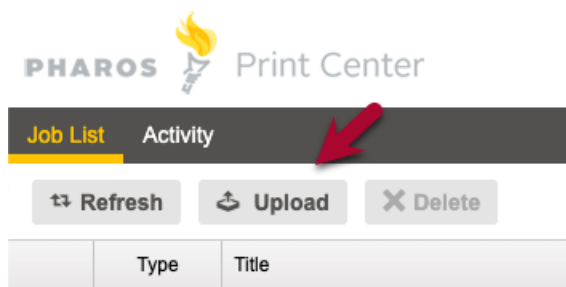 PHAROS Print Center
Job List Activity
Refresh Upload Delete
Type Title